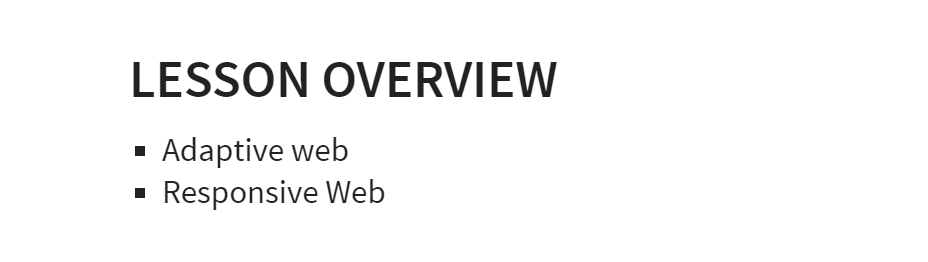 LESSON OVERVIEW
▪ Adaptive web
▪ Responsive Web